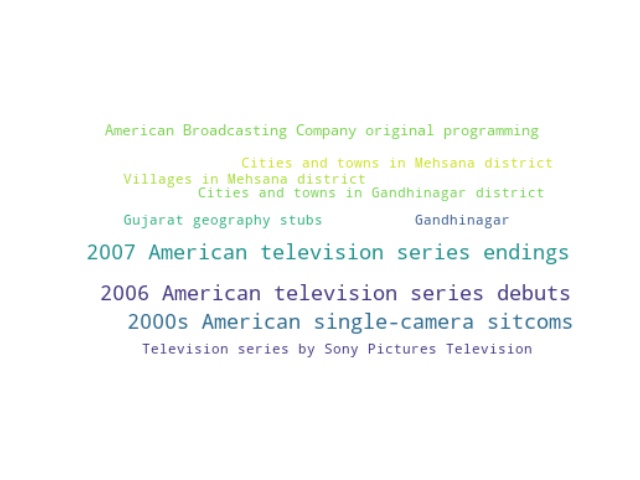 American Broadcasting Company original programming
Cities and towns in Mehsana district
Villages in Mehsana district
Cities and towns in Gandhinagar district
Gujarat geography stubs Gandhinagar
2007 American television series endings
2006 American television series debuts
2000s American single-camera sitcoms
Television series by Sony Pictures Television